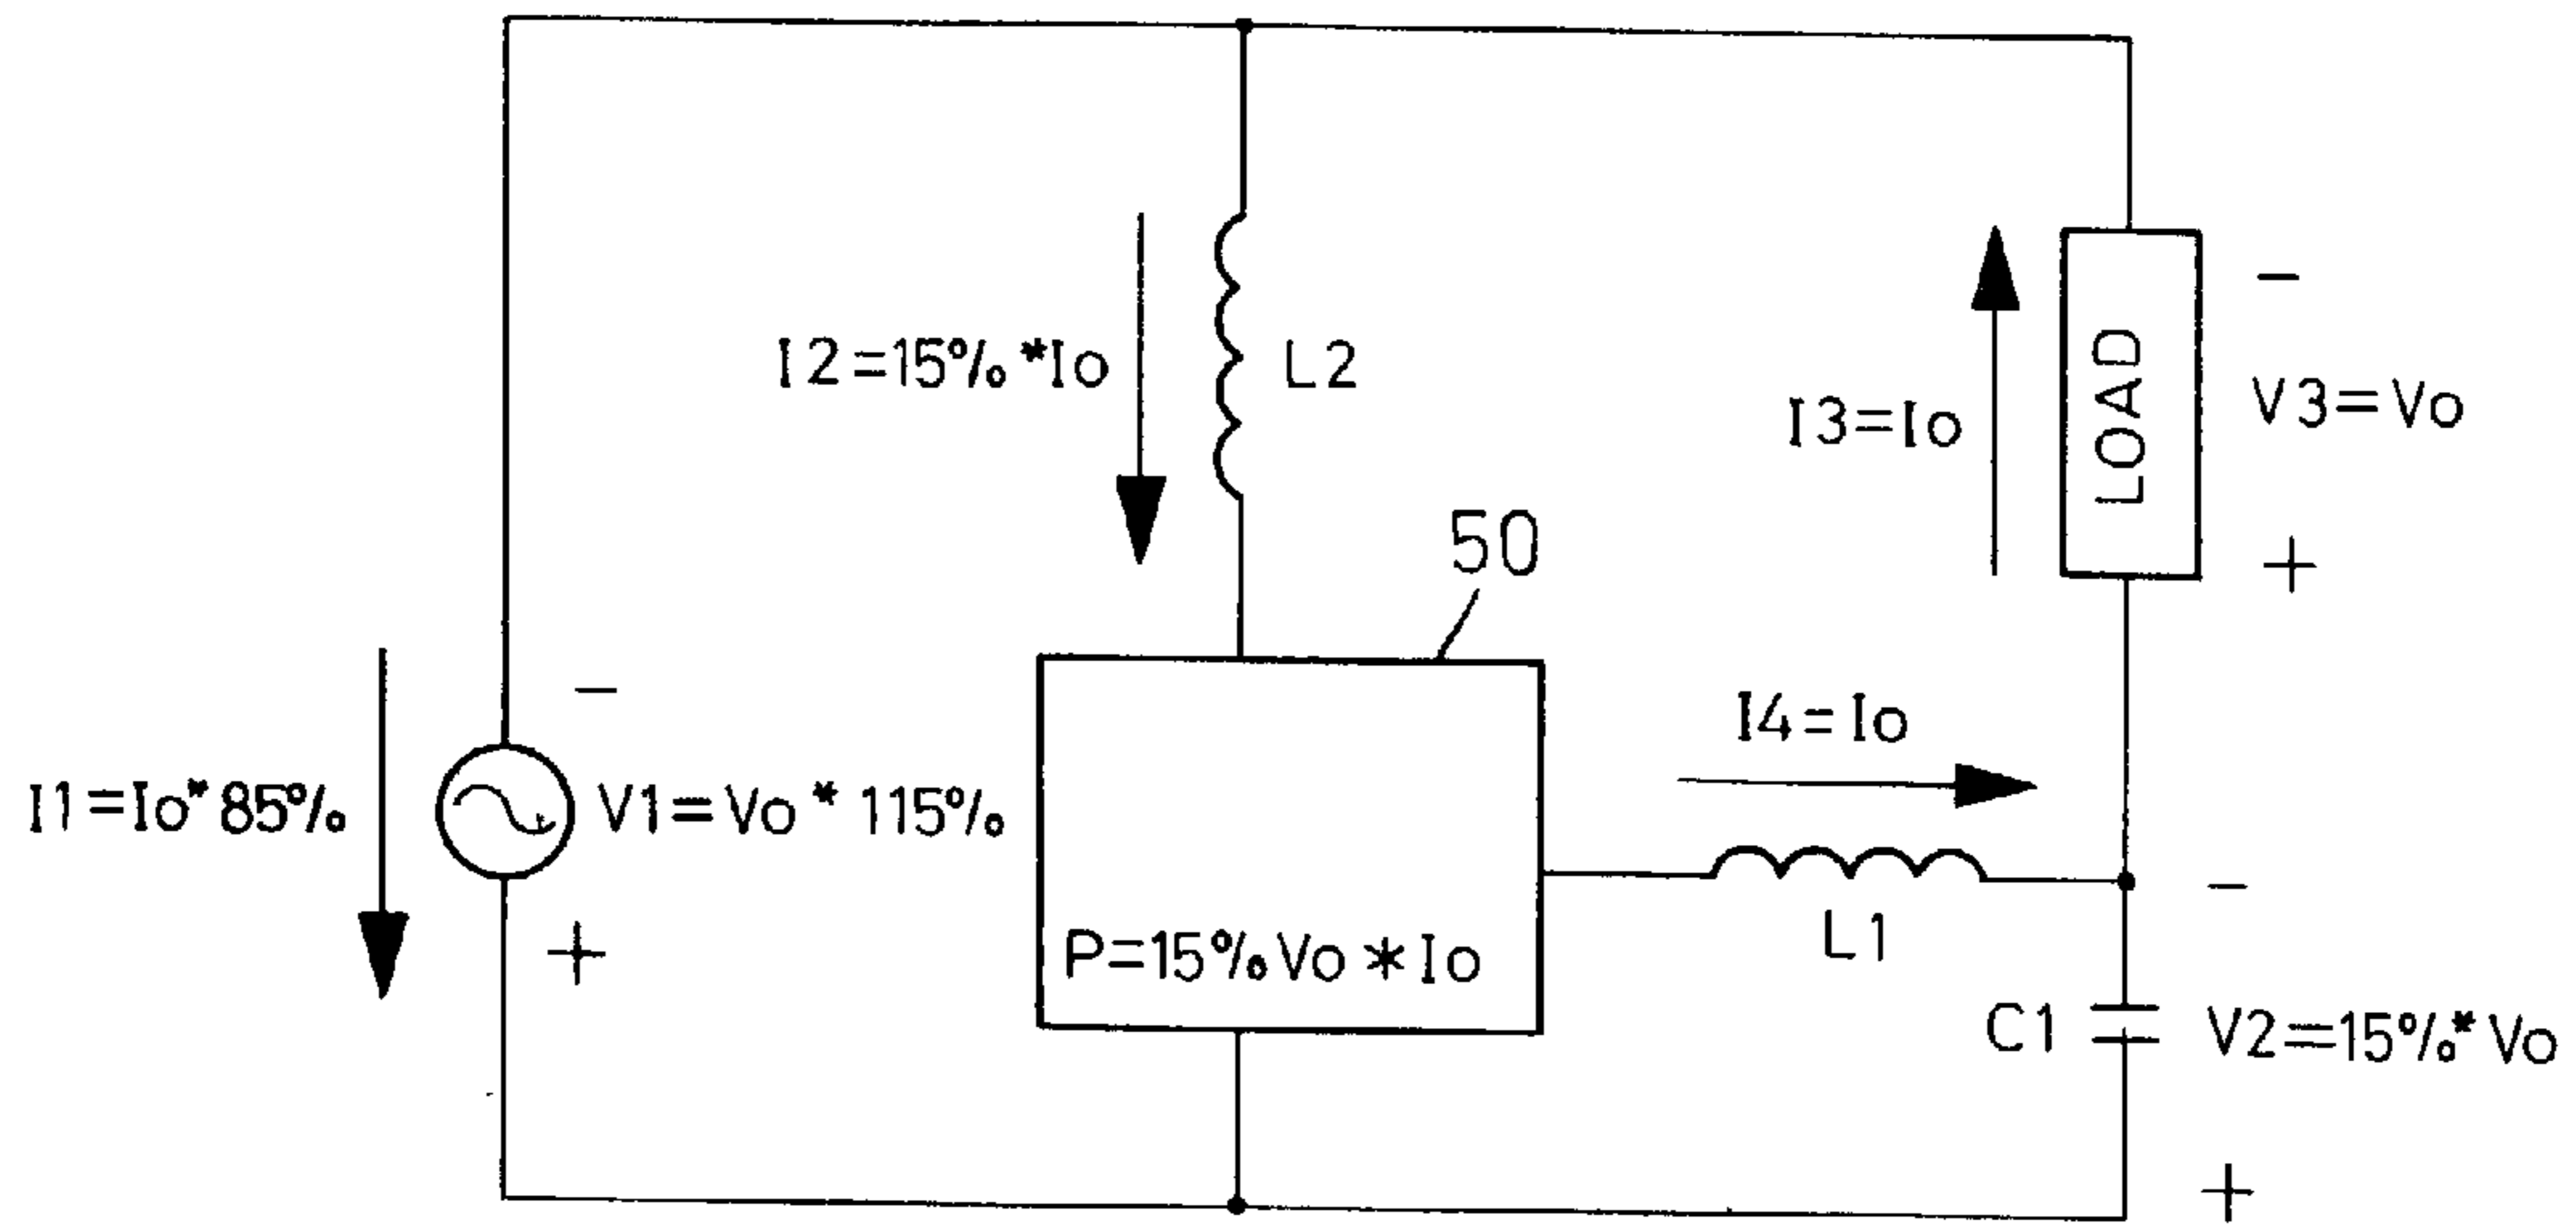 I2=15%*Io
L2
I3=Io
LOAD
−
V3=Vo
+
50
I1=Io*85%
−
V1=Vo*115%
+
I4=Io
L1
P=15%Vo*Io
−
C1
V2=15%*Vo
+